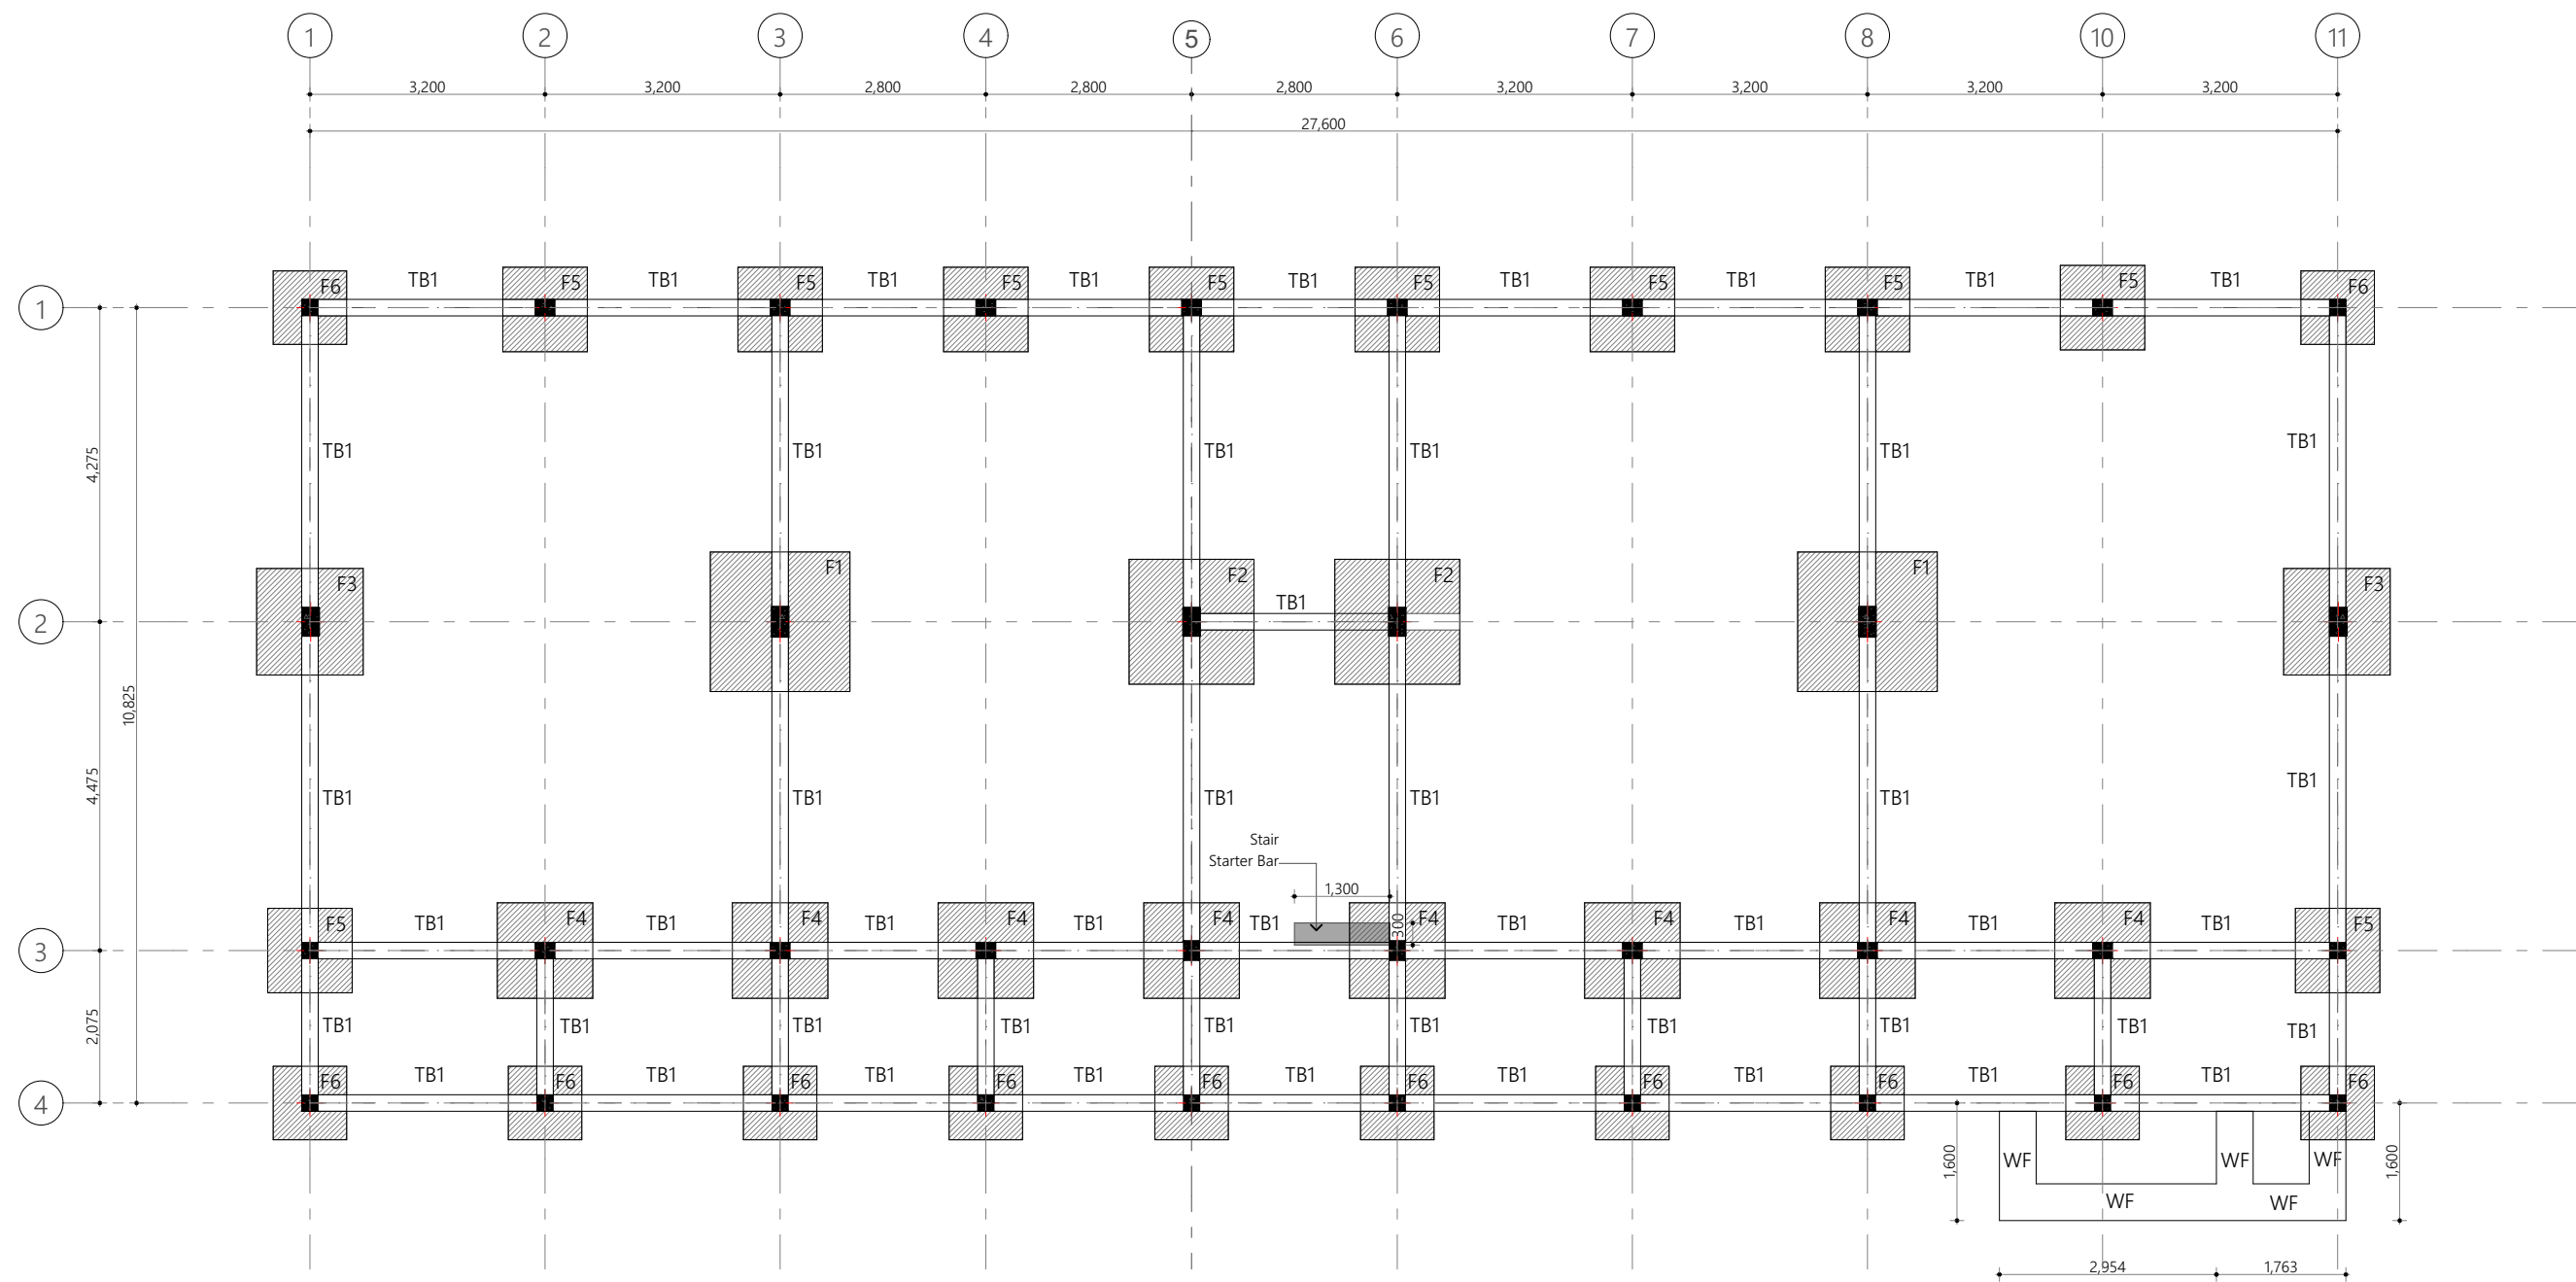 1 2 3 4 5 6 7 8 10 11
3,200 3,200 2,800 2,800 2,800 3,200 3,200 3,200 3,200
27,600
F6 TB1 F5 TB1 F5 TB1 F5 TB1 F5 TB1 F5 TB1 F5 TB1 F5 TB1 F5 TB1 F6
1
4,275 TB1 TB1 TB1 TB1 TB1 TB1
F3 F1 F2 TB1 F2 F1 F3
2
10,825
4,475 TB1 TB1 TB1 TB1 TB1 TB1
Stair
Starter Bar
1,300
300
F5 TB1 F4 TB1 F4 TB1 F4 TB1 F4 TB1 F4 TB1 F4 TB1 F4 TB1 F4 TB1 F5
3
2,075 TB1 TB1 TB1 TB1 TB1 TB1 TB1 TB1 TB1 TB1
F6 TB1 F6 TB1 F6 TB1 F6 TB1 F6 TB1 F6 TB1 F6 TB1 F6 TB1 F6 TB1 F6
4
1,600 WF WF WF 1,600
WF WF
2,954 1,763